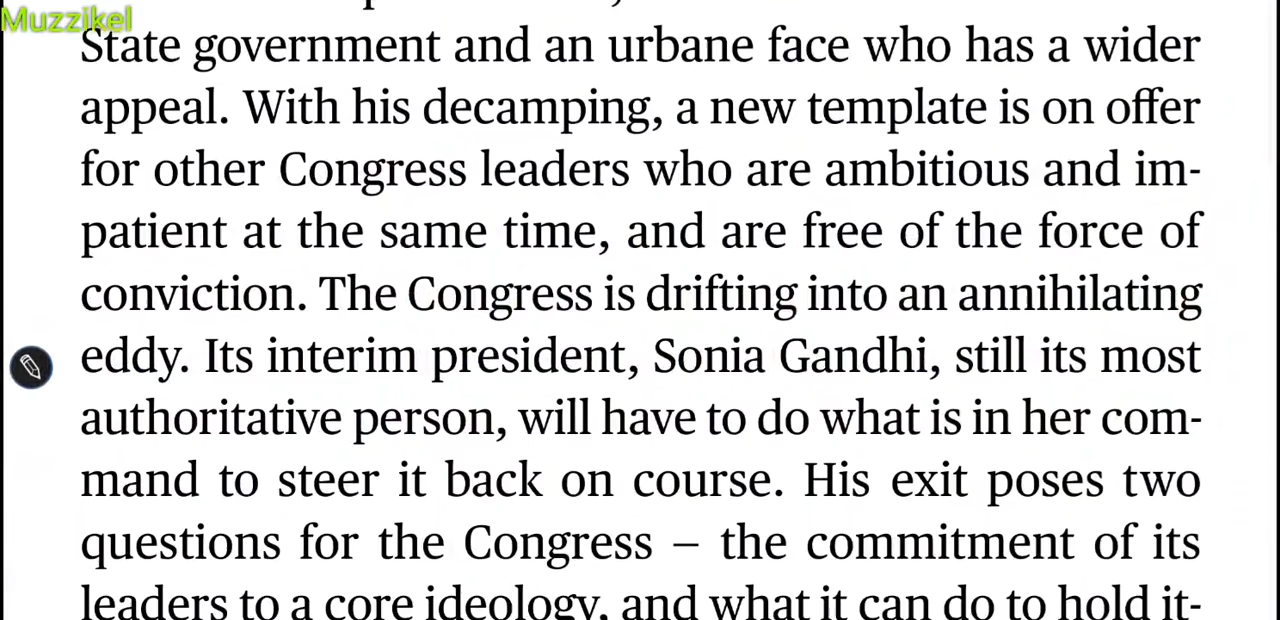 Muzzikel
State government and an urbane face who has a wider
appeal. With his decamping, a new template is on offer
for other Congress leaders who are ambitious and im-
patient at the same time, and are free of the force of
conviction. The Congress is drifting into an annihilating
eddy. Its interim president, Sonia Gandhi, still its most
authoritative person, will have to do what is in her com-
mand to steer it back on course. His exit poses two
questions for the Congress – the commitment of its
leaders to a core ideology, and what it can do to hold it-